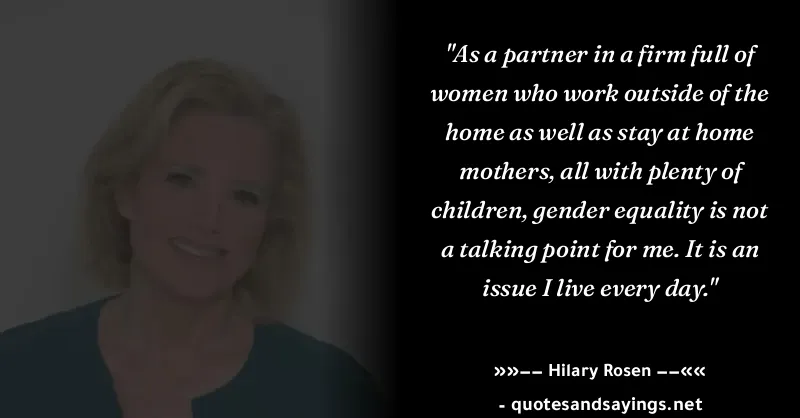 "As a partner in a firm full of
women who work outside of the
home as well as stay at home
mothers, all with plenty of
children, gender equality is not
a talking point for me. It is an
issue I live every day."
»»–– Hilary Rosen ––««
- quotesandsayings.net